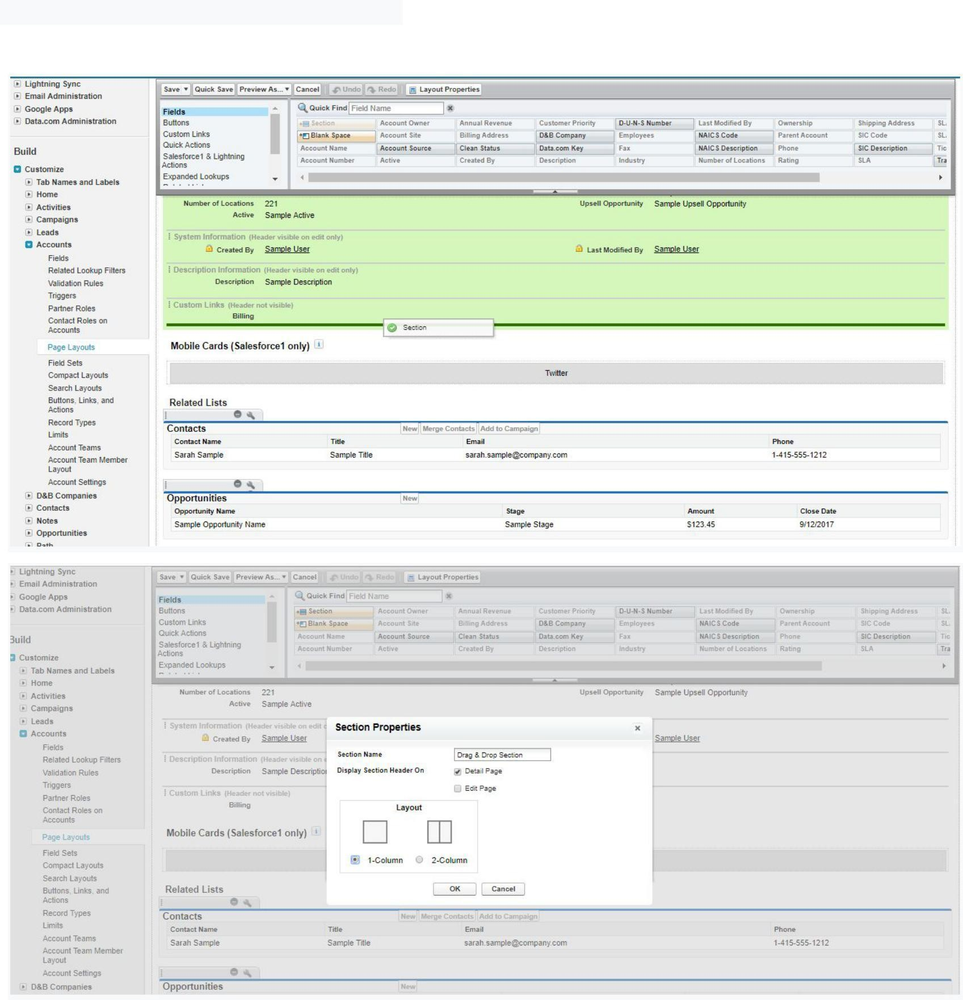 Lightning Sync
Email Administration
Google Apps
Data.com Administration
Build
Customize
Tab Names and Labels
Home
Activities
Campaigns
Leads
Accounts
Fields
Related Lookup Filters
Validation Rules
Triggers
Partner Roles
Contact Roles on
Accounts
Page Layouts
Field Sets
Compact Layouts
Search Layouts
Buttons, Links, and
Actions
Record Types
Limits
Account Teams
Account Team Member
Layout
Account Settings
D&B Companies
Contacts
Notes
Opportunities
Path
Save Quick Save Preview As... Cancel Undo Redo Layout Properties
Fields
Buttons
Custom Links
Quick Actions
Salesforce1 & Lightning
Actions
Expanded Lookups
Quick Find Field Name
Section Account Owner Annual Revenue Customer Priority D-U-N-S Number Last Modified By Ownership Shipping Address SL
Blank Space Account Site Billing Address D&B Company Employees NAICS Code Parent Account SIC Code SL
Account Name Account Source Clean Status Data.com Key Fax NAICS Description Phone SIC Description Tic
Account Number Active Created By Description Industry Number of Locations Rating SLA Tra
Number of Locations 221 Upsell Opportunity Sample Upsell Opportunity
Active Sample Active
System Information (Header visible on edit only)
Created By Sample User Last Modified By Sample User
Description Information (Header visible on edit only)
Description Sample Description
Custom Links (Header not visible)
Billing
Section
Mobile Cards (Salesforce1 only) i
Twitter
Related Lists
Contacts New Merge Contacts Add to Campaign
Contact Name Title Email Phone
Sarah Sample Sample Title sarah.sample@company.com 1-415-555-1212
Opportunities New
Opportunity Name Stage Amount Close Date
Sample Opportunity Name Sample Stage $123.45 9/12/2017
Lightning Sync
Email Administration
Google Apps
Data.com Administration
Build
Customize
Tab Names and Labels
Home
Activities
Campaigns
Leads
Accounts
Fields
Related Lookup Filters
Validation Rules
Triggers
Partner Roles
Contact Roles on
Accounts
Page Layouts
Field Sets
Compact Layouts
Search Layouts
Buttons, Links, and
Actions
Record Types
Limits
Account Teams
Account Team Member
Layout
Account Settings
D&B Companies
Save Quick Save Preview As... Cancel Undo Redo Layout Properties
Fields
Buttons
Custom Links
Quick Actions
Salesforce1 & Lightning
Actions
Expanded Lookups
Quick Find Field Name
Section Account Owner Annual Revenue Customer Priority D-U-N-S Number Last Modified By Ownership Shipping Address SL
Blank Space Account Site Billing Address D&B Company Employees NAICS Code Parent Account SIC Code SL
Account Name Account Source Clean Status Data.com Key Fax NAICS Description Phone SIC Description Tic
Account Number Active Created By Description Industry Number of Locations Rating SLA Tra
Number of Locations 221 Upsell Opportunity Sample Upsell Opportunity
Active Sample Active
System Information (Header visible on edit
Created By Sample User Sample User
Description Information (Header visible on
Description Sample Description
Custom Links (Header not visible)
Billing
Mobile Cards (Salesforce1 only) i
Section Properties
Section Name Drag & Drop Section
Display Section Header On Detail Page
Edit Page
Layout
1-Column 2-Column
OK Cancel
Related Lists
Contacts New Merge Contacts Add to Campaign
Contact Name Title Email Phone
Sarah Sample Sample Title sarah.sample@company.com 1-415-555-1212
Opportunities New